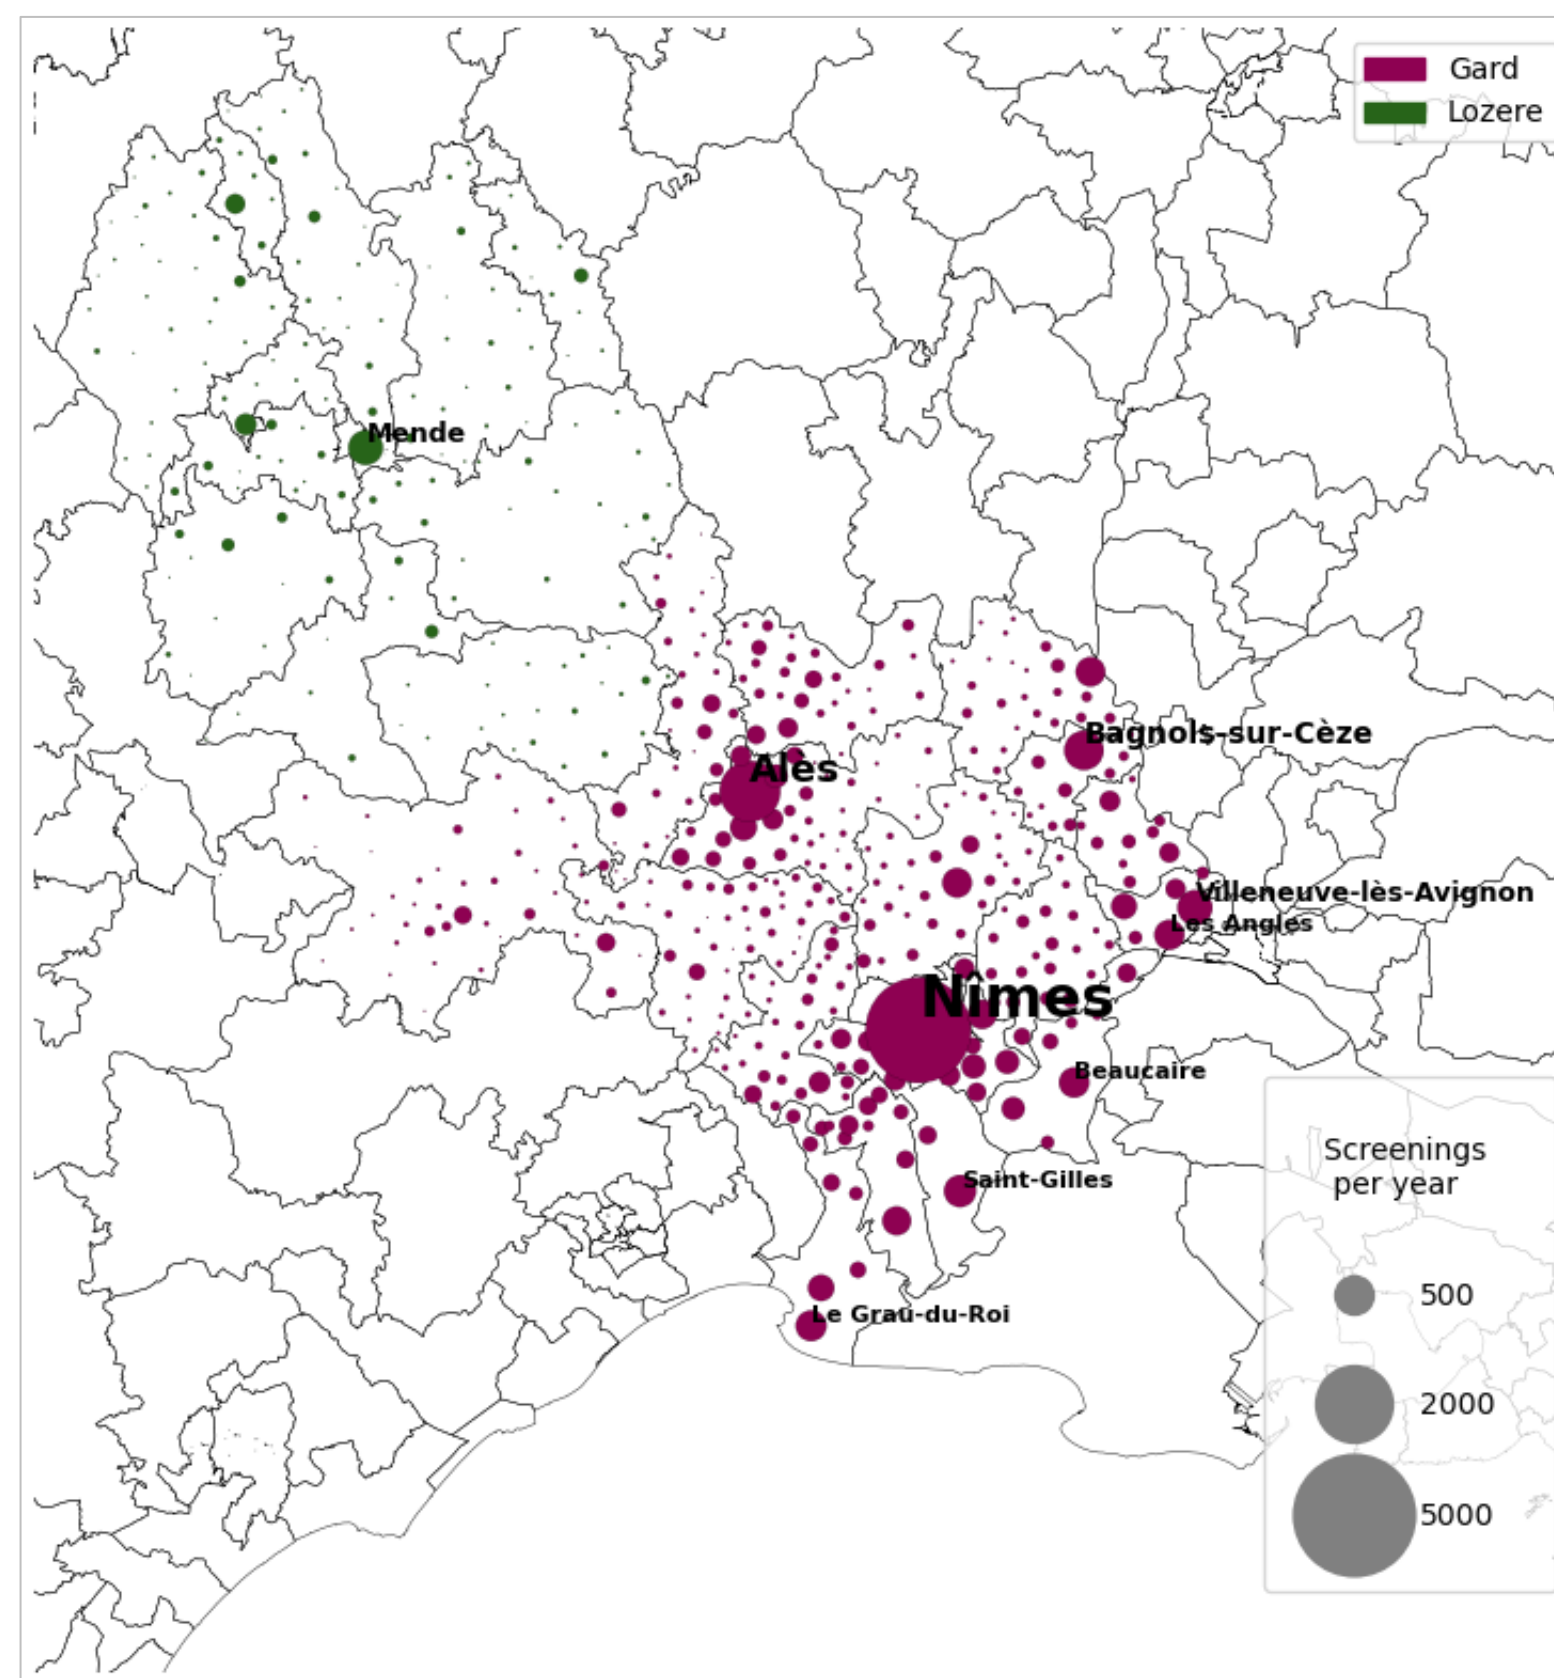 Gard
Lozere
Mende
Bagnols-sur-Cèze
Alès
Villeneuve-lès-Avignon
Les Angles
Nîmes
Beaucaire
Saint-Gilles
Le Grau-du-Roi
Screenings
per year
500
2000
5000